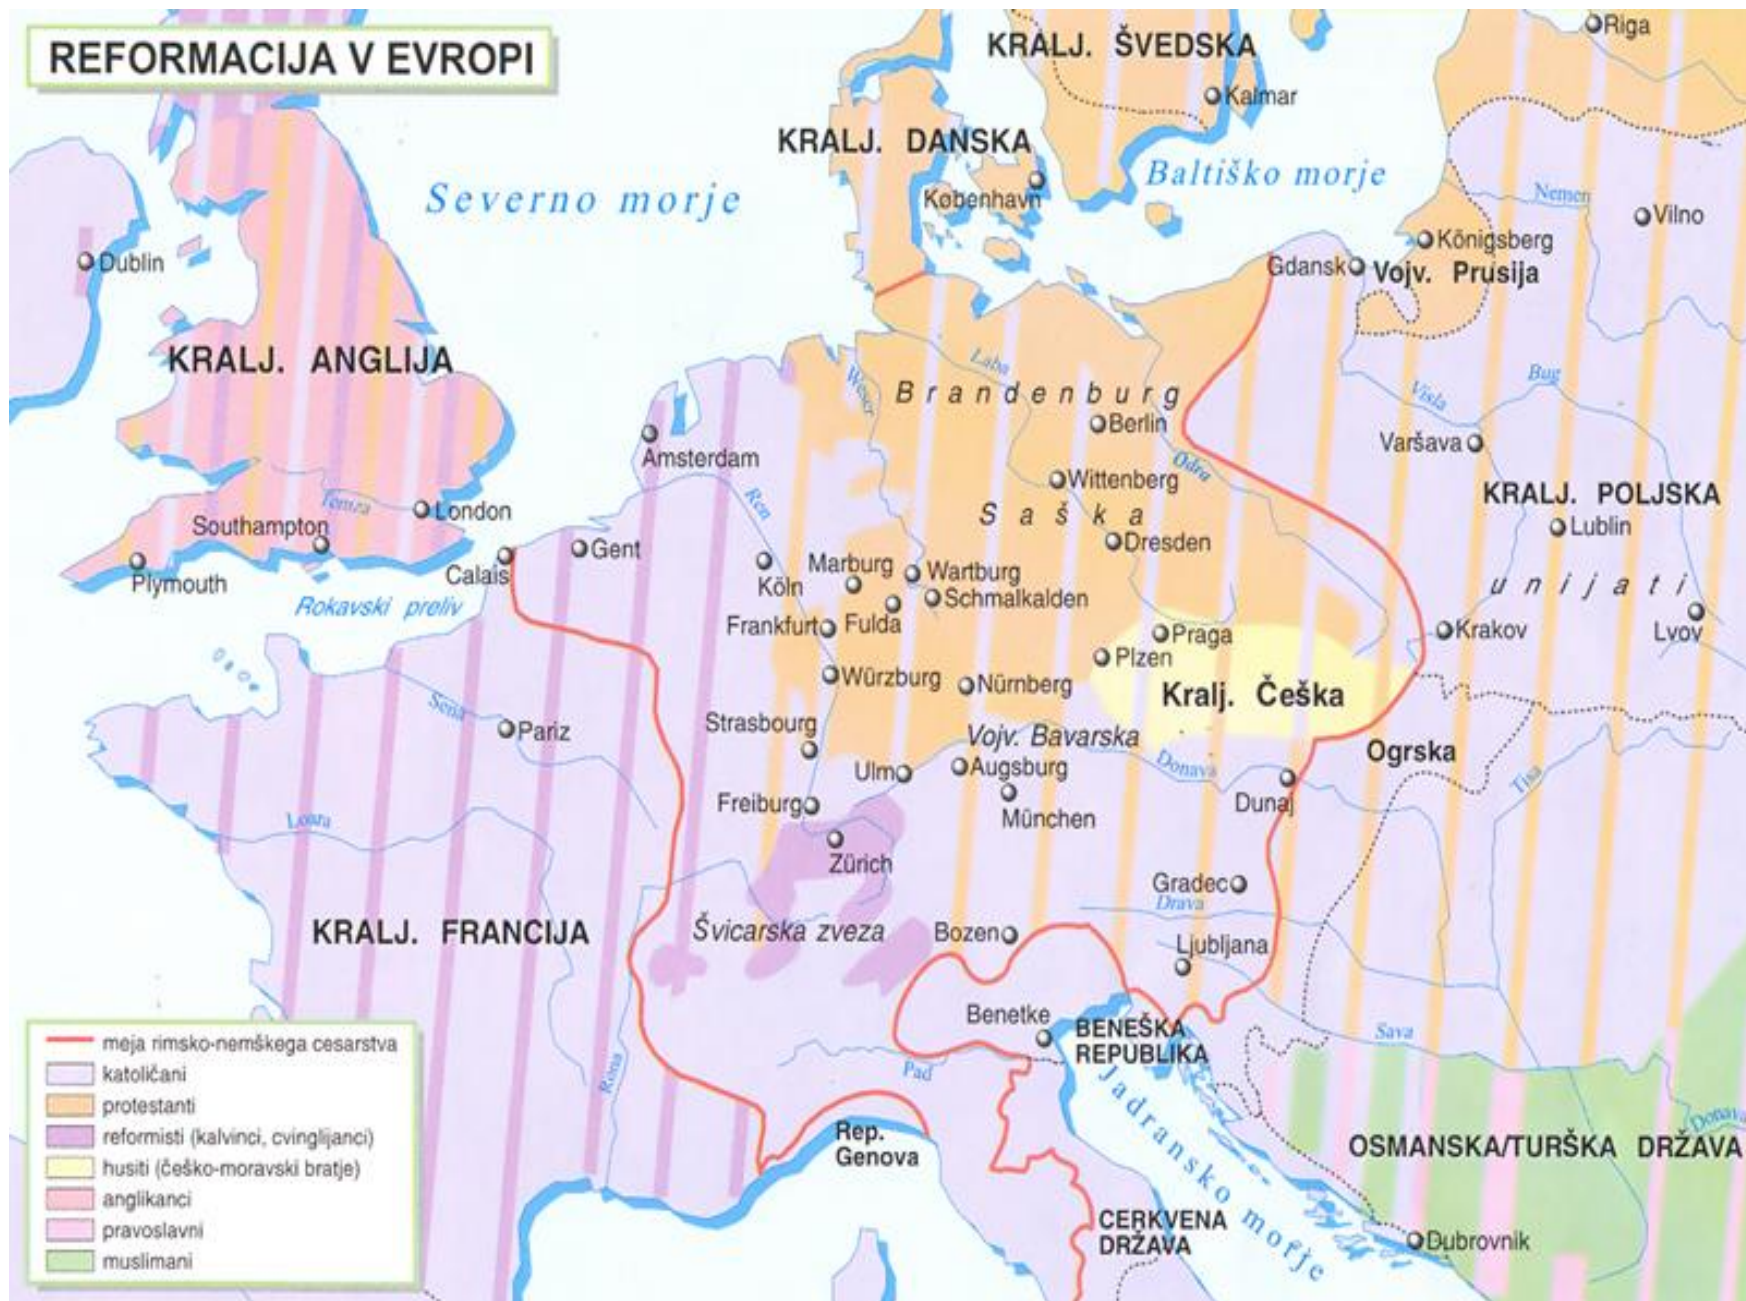 REFORMACIJA V EVROPI
KRALJ. ŠVEDSKA
Riga
Kalmar
KRALJ. DANSKA
Baltiško morje
Severno morje
København
Nemen
Vilno
Dublin
Königsberg
Gdansk
Vojv. Prusija
KRALJ. ANGLIJA
Laba
Weser
Brandenburg
Bug
Visla
Berlin
Varšava
Amsterdam
Odra
Wittenberg
Ren
KRALJ. POLJSKA
Temza
London
Saška
Lublin
Southampton
Dresden
Gent
Calais
Marburg
Wartburg
Plymouth
Köln
Schmalkalden
unijati
Rokavski preliv
Frankfurt
Fulda
Praga
Krakov
Lvov
Plzen
Würzburg
Nürnberg
Kralj. Češka
Sena
Strasbourg
Pariz
Vojv. Bavarska
Ogrska
Ulm
Augsburg
Donava
Tisa
Freiburg
München
Dunaj
Loara
Zürich
Gradec
Drava
KRALJ. FRANCIJA
Švicarska zveza
Bozen
Ljubljana
Benetke
BENEŠKA
REPUBLIKA
Sava
Rona
Pad
Jadransko morje
Donava
Rep.
Genova
OSMANSKA/TURŠKA DRŽAVA
CERKVENA
DRŽAVA
Dubrovnik
meja rimsko-nemškega cesarstva
katoličani
protestanti
reformisti (kalvinci, cvinglijanci)
husiti (češko-moravski bratje)
anglikanci
pravoslavni
muslimani